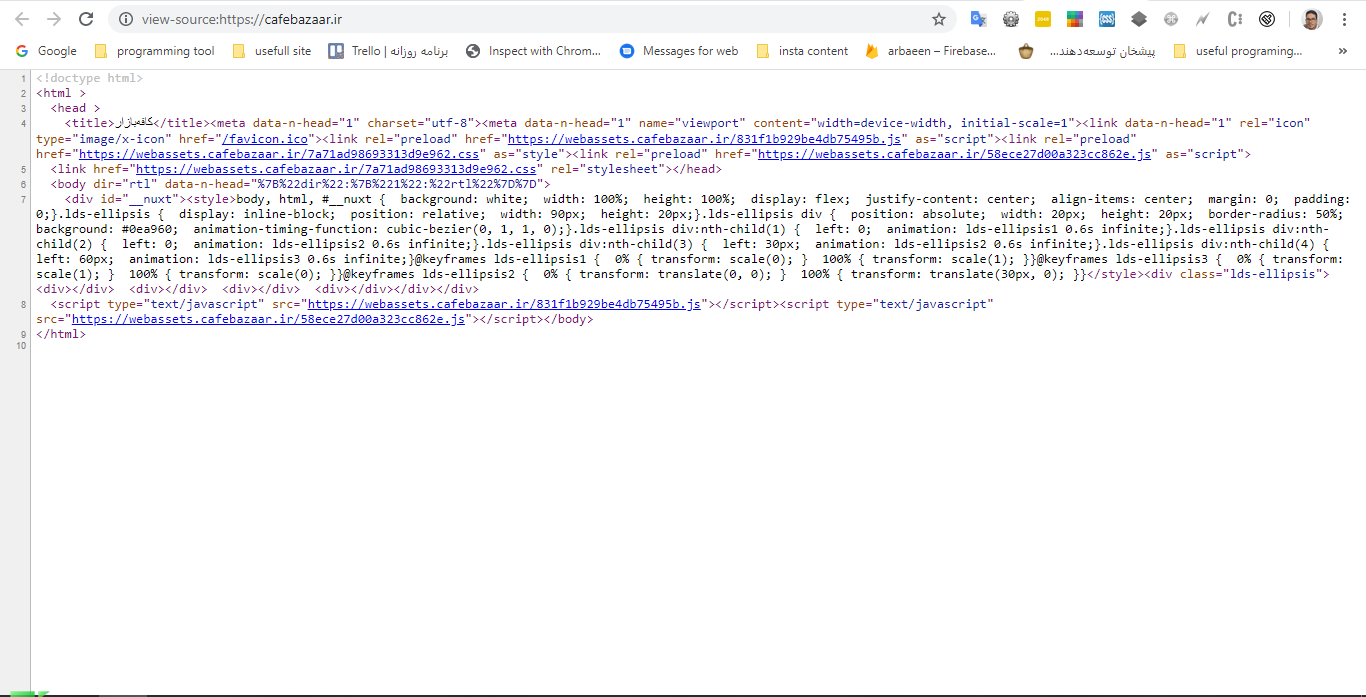 view-source:https://cafebazaar.ir
Google programming tool usefull site Trello | برنامه روزانه Inspect with Chrom... Messages for web insta content arbaeen – Firebase... پیشخان توسعه‌دهند... useful programing... »
1 <!doctype html>
2 <html >
3 <head >
4 <title>کافه‌بازار</title><meta data-n-head="1" charset="utf-8"><meta data-n-head="1" name="viewport" content="width=device-width, initial-scale=1"><link data-n-head="1" rel="icon"
type="image/x-icon" href="/favicon.ico"><link rel="preload" href="https://webassets.cafebazaar.ir/831f1b929be4db75495b.js" as="script"><link rel="preload"
href="https://webassets.cafebazaar.ir/7a71ad98693313d9e962.css" as="style"><link rel="preload" href="https://webassets.cafebazaar.ir/58ece27d00a323cc862e.js" as="script">
5 <link href="https://webassets.cafebazaar.ir/7a71ad98693313d9e962.css" rel="stylesheet"></head>
6 <body dir="rtl" data-n-head="%7B%22dir%22:%7B%221%22:%22rtl%22%7D%7D">
7 <div id="__nuxt"><style>body, html, #__nuxt { background: white; width: 100%; height: 100%; display: flex; justify-content: center; align-items: center; margin: 0; padding:
0;}.lds-ellipsis { display: inline-block; position: relative; width: 90px; height: 20px;}.lds-ellipsis div { position: absolute; width: 20px; height: 20px; border-radius: 50%;
background: #0ea960; animation-timing-function: cubic-bezier(0, 1, 1, 0);}.lds-ellipsis div:nth-child(1) { left: 0; animation: lds-ellipsis1 0.6s infinite;}.lds-ellipsis div:nth-
child(2) { left: 0; animation: lds-ellipsis2 0.6s infinite;}.lds-ellipsis div:nth-child(3) { left: 30px; animation: lds-ellipsis2 0.6s infinite;}.lds-ellipsis div:nth-child(4) {
left: 60px; animation: lds-ellipsis3 0.6s infinite;}@keyframes lds-ellipsis1 { 0% { transform: scale(0); } 100% { transform: scale(1); }}@keyframes lds-ellipsis3 { 0% { transform:
scale(1); } 100% { transform: scale(0); }}@keyframes lds-ellipsis2 { 0% { transform: translate(0, 0); } 100% { transform: translate(30px, 0); }}</style><div class="lds-ellipsis">
<div></div> <div></div> <div></div> <div></div></div></div>
8 <script type="text/javascript" src="https://webassets.cafebazaar.ir/831f1b929be4db75495b.js"></script><script type="text/javascript"
src="https://webassets.cafebazaar.ir/58ece27d00a323cc862e.js"></script></body>
9 </html>
10